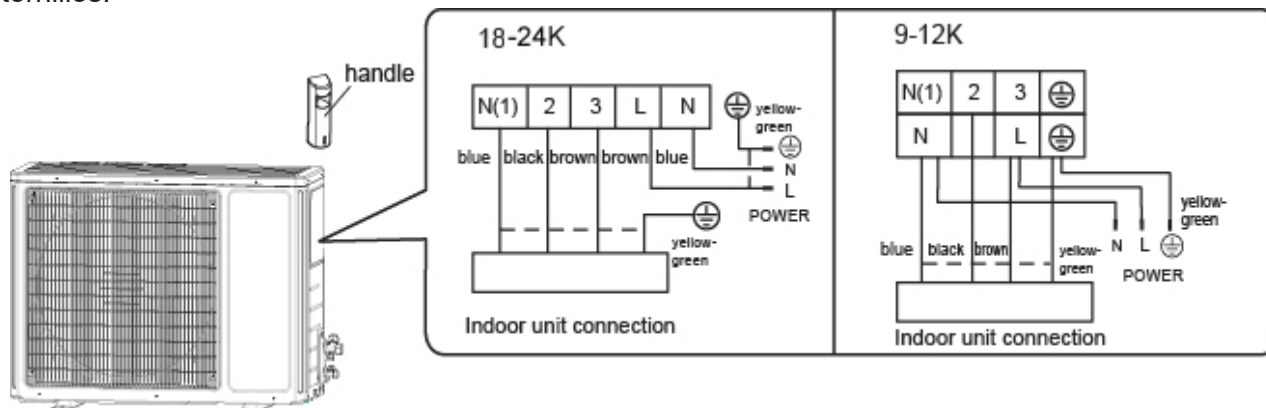 handle
18-24K
N(1) 2 3 L N
yellow-
green
blue black brown brown blue
N
L
POWER
yellow-
green
Indoor unit connection
9-12K
N(1) 2 3
N L
yellow-
green
blue black brown yellow-
green
N L
POWER
Indoor unit connection